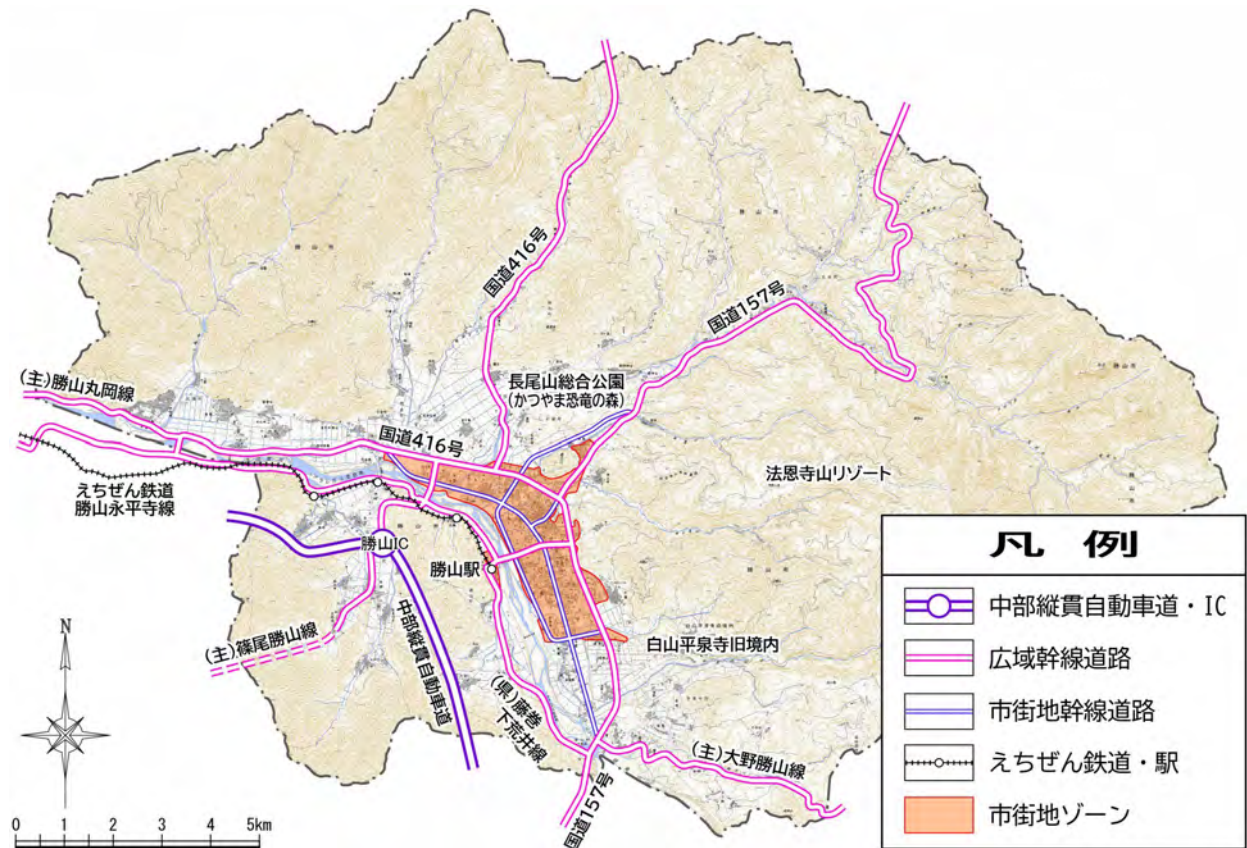 国道416号
国道157号
(主)勝山丸岡線
長尾山総合公園
(かつやま恐竜の森)
国道416号
えちぜん鉄道
勝山永平寺線
法恩寺山リゾート
勝山IC
勝山駅
(主)篠尾勝山線
中部縦貫自動車道
白山平泉寺旧境内
(県)藤巻
下荒井線
(主)大野勝山線
国道157号
N
0 1 2 3 4 5km
凡 例
中部縦貫自動車道・IC
広域幹線道路
市街地幹線道路
えちぜん鉄道・駅
市街地ゾーン